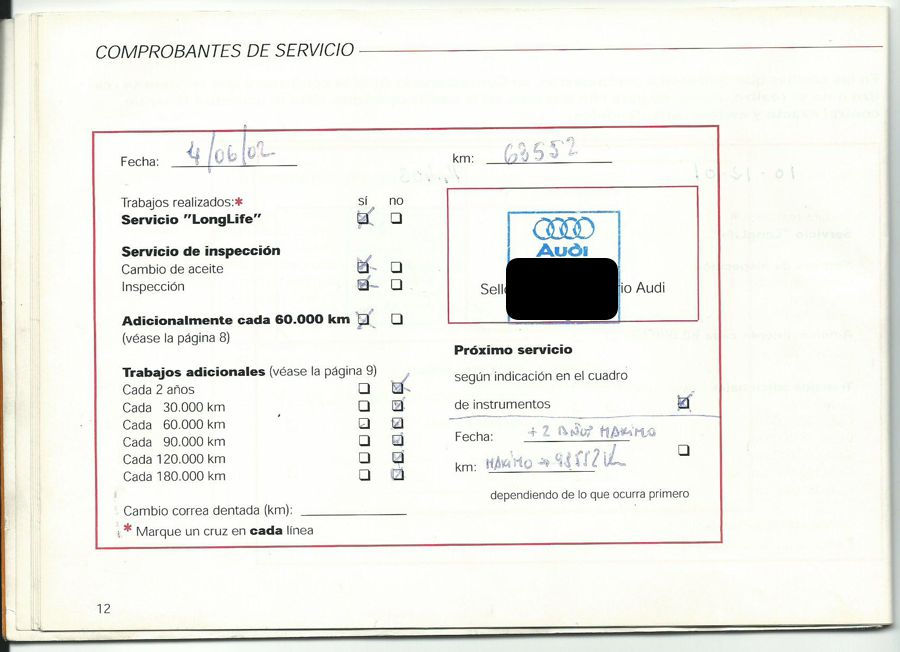 COMPROBANTES DE SERVICIO
Fecha: 4/06/02
km: 63552
Trabajos realizados:* sí no
Servicio "LongLife"
Servicio de inspección
Cambio de aceite
Inspección
Adicionalmente cada 60.000 km
(véase la página 8)
Trabajos adicionales (véase la página 9)
Cada 2 años
Cada 30.000 km
Cada 60.000 km
Cada 90.000 km
Cada 120.000 km
Cada 180.000 km
Cambio correa dentada (km):
* Marque un cruz en cada línea
Audi
Audi
Próximo servicio
según indicación en el cuadro
de instrumentos
Fecha: + 2 AÑOS MAXIMO
km: MAXIMO → 93552 Km
dependiendo de lo que ocurra primero
12